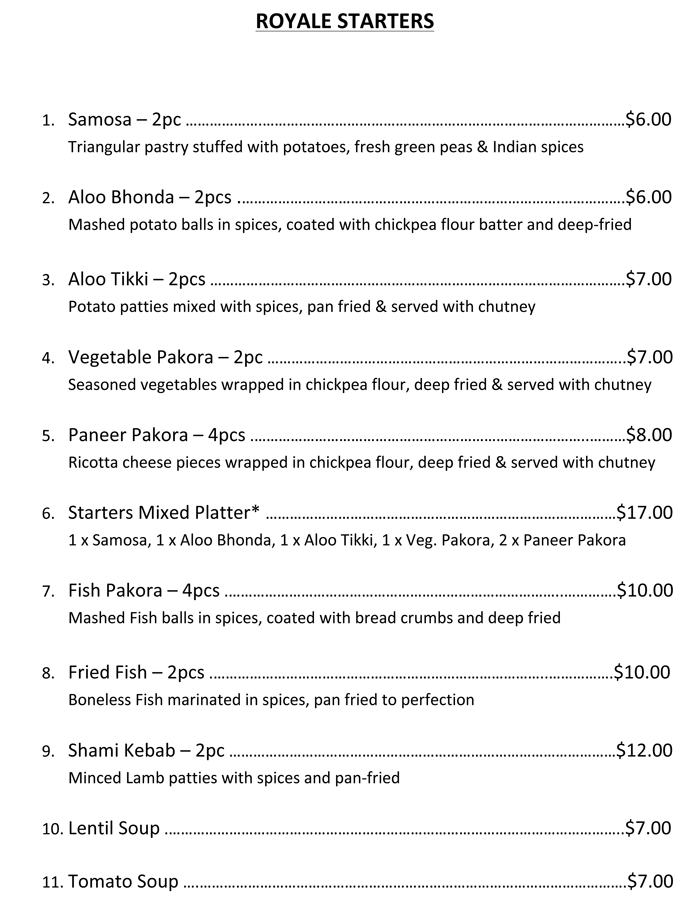 ROYALE STARTERS
1. Samosa – 2pc ……………………………………………………………………………$6.00
Triangular pastry stuffed with potatoes, fresh green peas & Indian spices
2. Aloo Bhonda – 2pcs ……………………………………………………………………$6.00
Mashed potato balls in spices, coated with chickpea flour batter and deep-fried
3. Aloo Tikki – 2pcs …………………………………………………………………………$7.00
Potato patties mixed with spices, pan fried & served with chutney
4. Vegetable Pakora – 2pc ………………………………………………………………$7.00
Seasoned vegetables wrapped in chickpea flour, deep fried & served with chutney
5. Paneer Pakora – 4pcs …………………………………………………………………$8.00
Ricotta cheese pieces wrapped in chickpea flour, deep fried & served with chutney
6. Starters Mixed Platter* ………………………………………………………………$17.00
1 x Samosa, 1 x Aloo Bhonda, 1 x Aloo Tikki, 1 x Veg. Pakora, 2 x Paneer Pakora
7. Fish Pakora – 4pcs ………………………………………………………………………$10.00
Mashed Fish balls in spices, coated with bread crumbs and deep fried
8. Fried Fish – 2pcs …………………………………………………………………………$10.00
Boneless Fish marinated in spices, pan fried to perfection
9. Shami Kebab – 2pc ……………………………………………………………………$12.00
Minced Lamb patties with spices and pan-fried
10. Lentil Soup …………………………………………………………………………………$7.00
11. Tomato Soup ………………………………………………………………………………$7.00